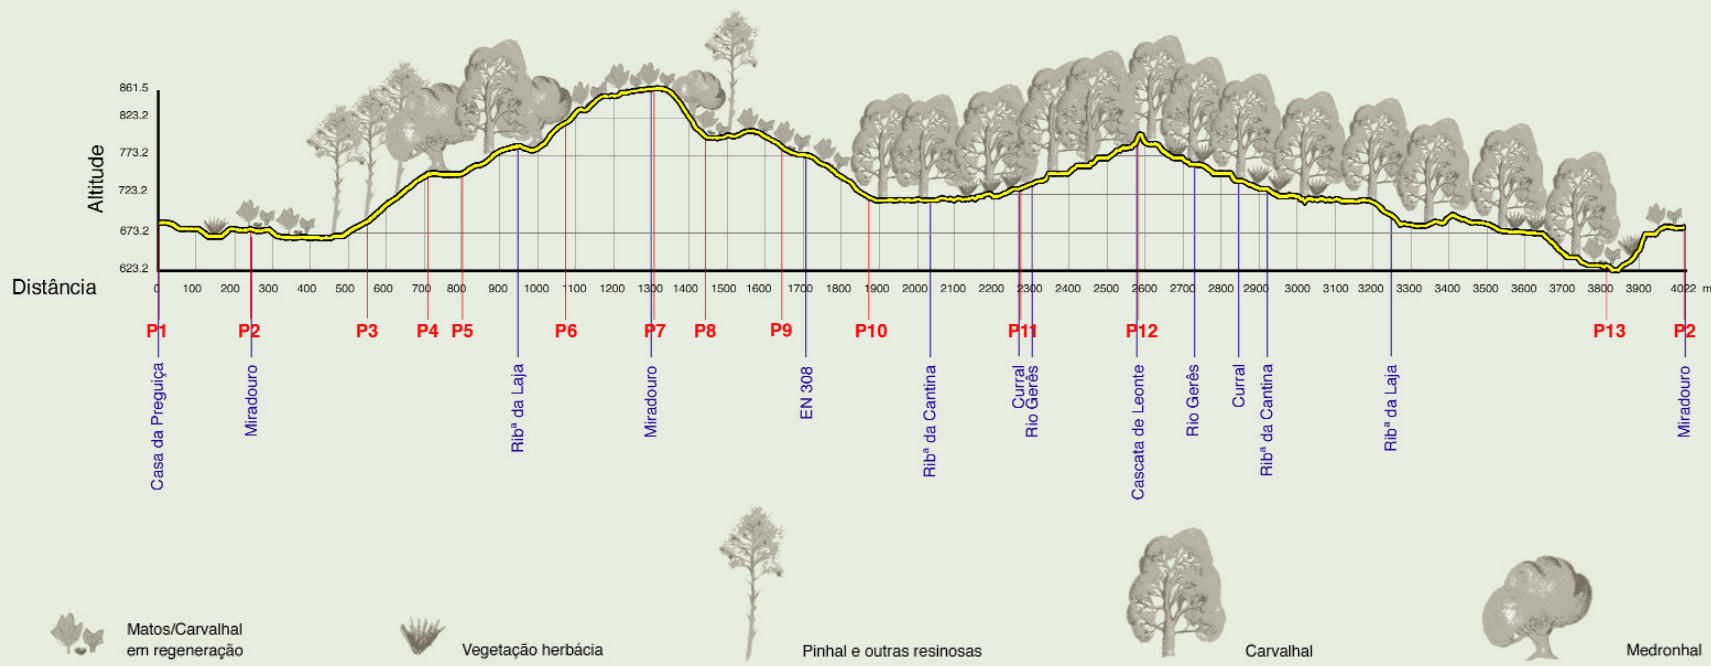 861.5
823.2
773.2
723.2
673.2
623.2
Altitude
Distância
0 100 200 300 400 500 600 700 800 900 1000 1100 1200 1300 1400 1500 1600 1700 1800 1900 2000 2100 2200 2300 2400 2500 2600 2700 2800 2900 3000 3100 3200 3300 3400 3500 3600 3700 3800 3900 4022 m
P1 P2 P3 P4 P5 P6 P7 P8 P9 P10 P11 P12 P13 P2
Casa da Preguiça
Miradouro
Ribª da Laja
Miradouro
EN 308
Ribª da Cantina
Curral
Rio Gerês
Cascata de Leonte
Rio Gerês
Curral
Ribª da Cantina
Ribª da Laja
Miradouro
Matos/Carvalhal
em regeneração
Vegetação herbácia
Pinhal e outras resinosas
Carvalhal
Medronhal